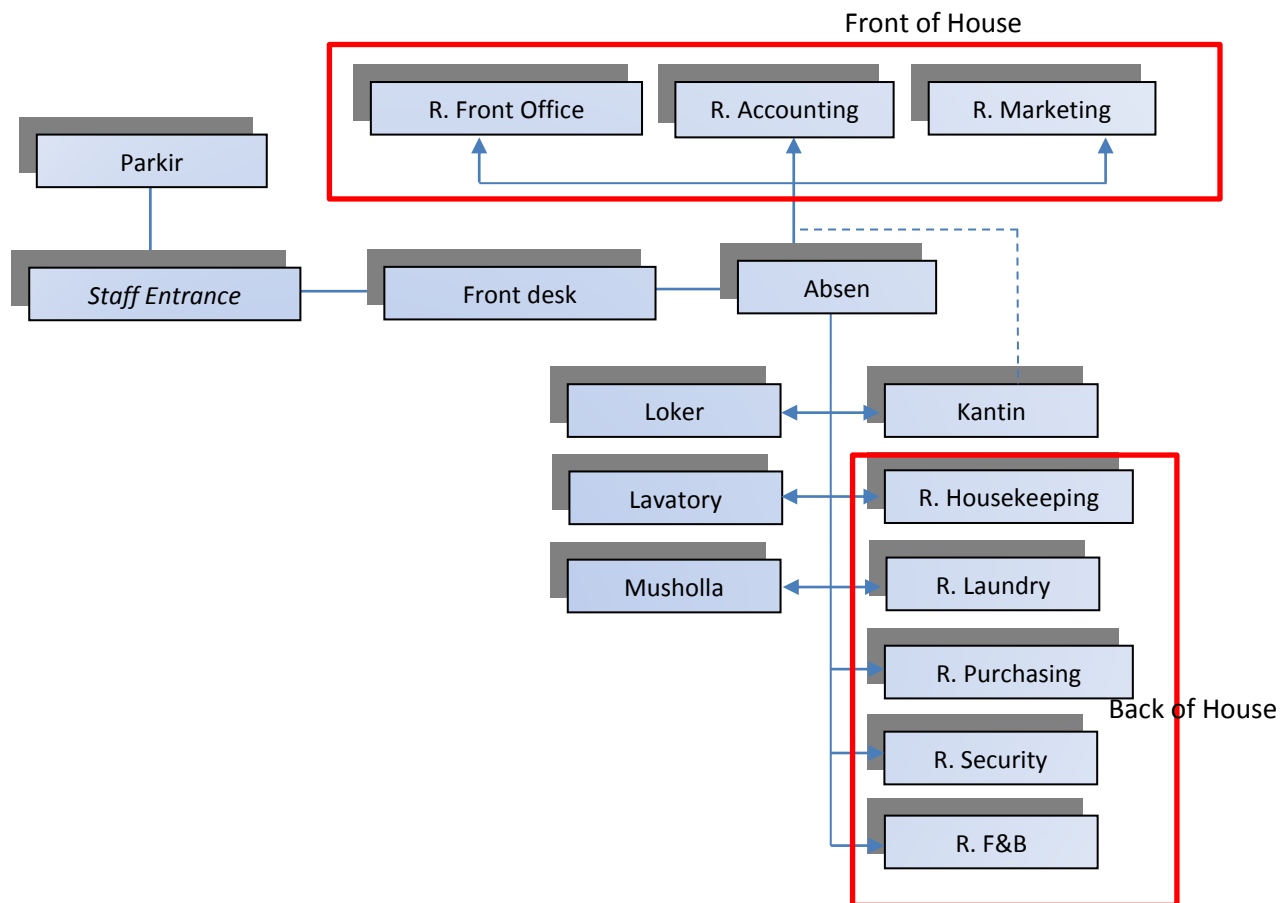 Front of House
R. Front Office
R. Accounting
R. Marketing
Parkir
Staff Entrance
Front desk
Absen
Loker
Kantin
Lavatory
R. Housekeeping
Musholla
R. Laundry
R. Purchasing
Back of House
R. Security
R. F&B